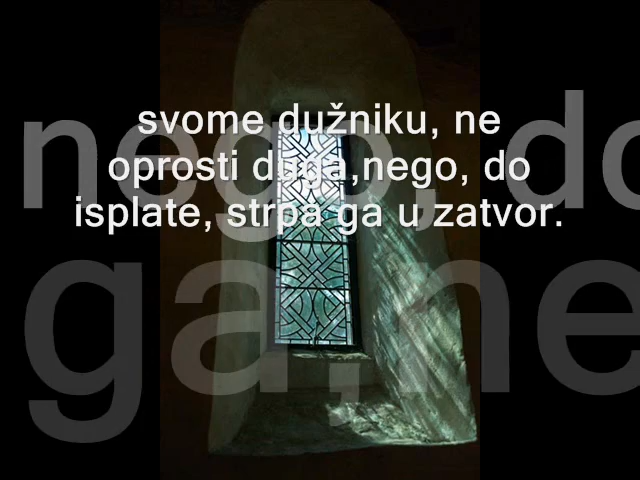 svome dužniku, ne
oprosti duga,nego, do
isplate, strpa ga u zatvor.
nego, do
ga,ne